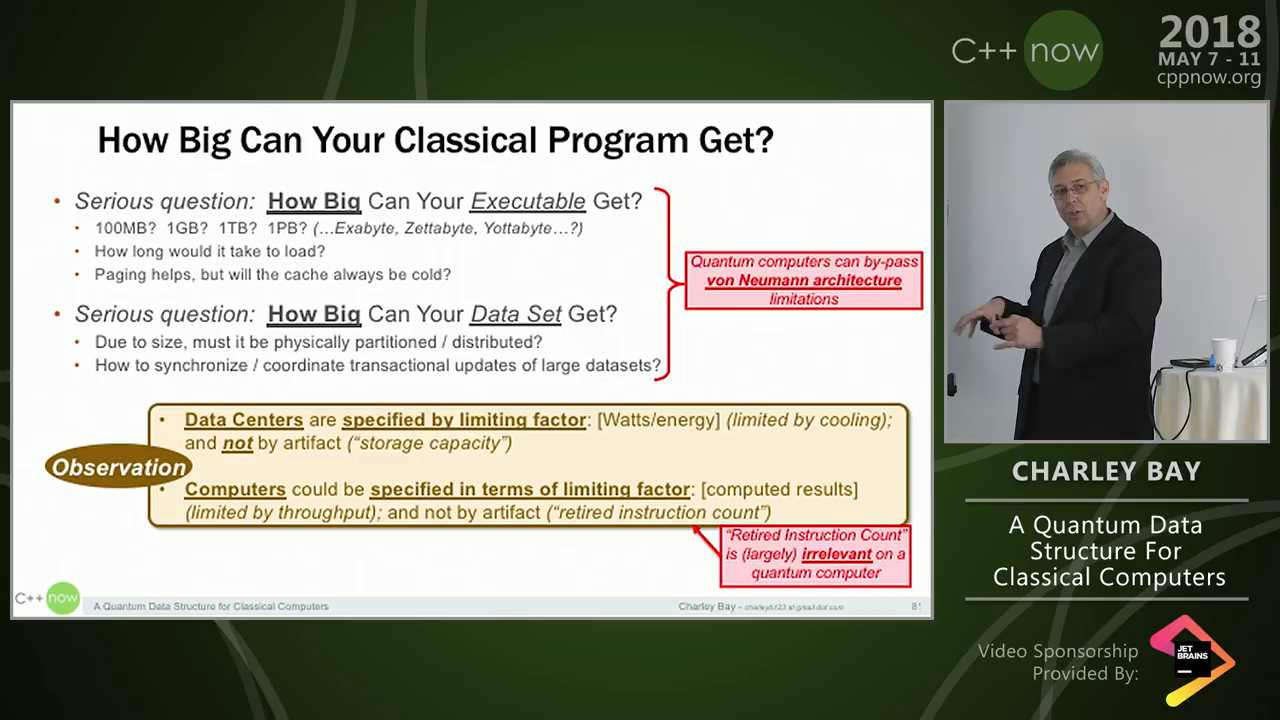 C++ now
2018
MAY 7 - 11
cppnow.org
How Big Can Your Classical Program Get?
• Serious question: How Big Can Your Executable Get?
• 100MB? 1GB? 1TB? 1PB? (...Exabyte, Zettabyte, Yottabyte...?)
• How long would it take to load?
• Paging helps, but will the cache always be cold?
• Serious question: How Big Can Your Data Set Get?
• Due to size, must it be physically partitioned / distributed?
• How to synchronize / coordinate transactional updates of large datasets?
Quantum computers can by-pass
von Neumann architecture
limitations
Observation
• Data Centers are specified by limiting factor: [Watts/energy] (limited by cooling);
and not by artifact ("storage capacity")
• Computers could be specified in terms of limiting factor: [computed results]
(limited by throughput); and not by artifact ("retired instruction count")
"Retired Instruction Count"
is (largely) irrelevant on a
quantum computer
C++ now
A Quantum Data Structure for Classical Computers
Charley Bay - charleyb123 at gmail dot com
81
CHARLEY BAY
A Quantum Data
Structure For
Classical Computers
Video Sponsorship
Provided By:
JET
BRAINS